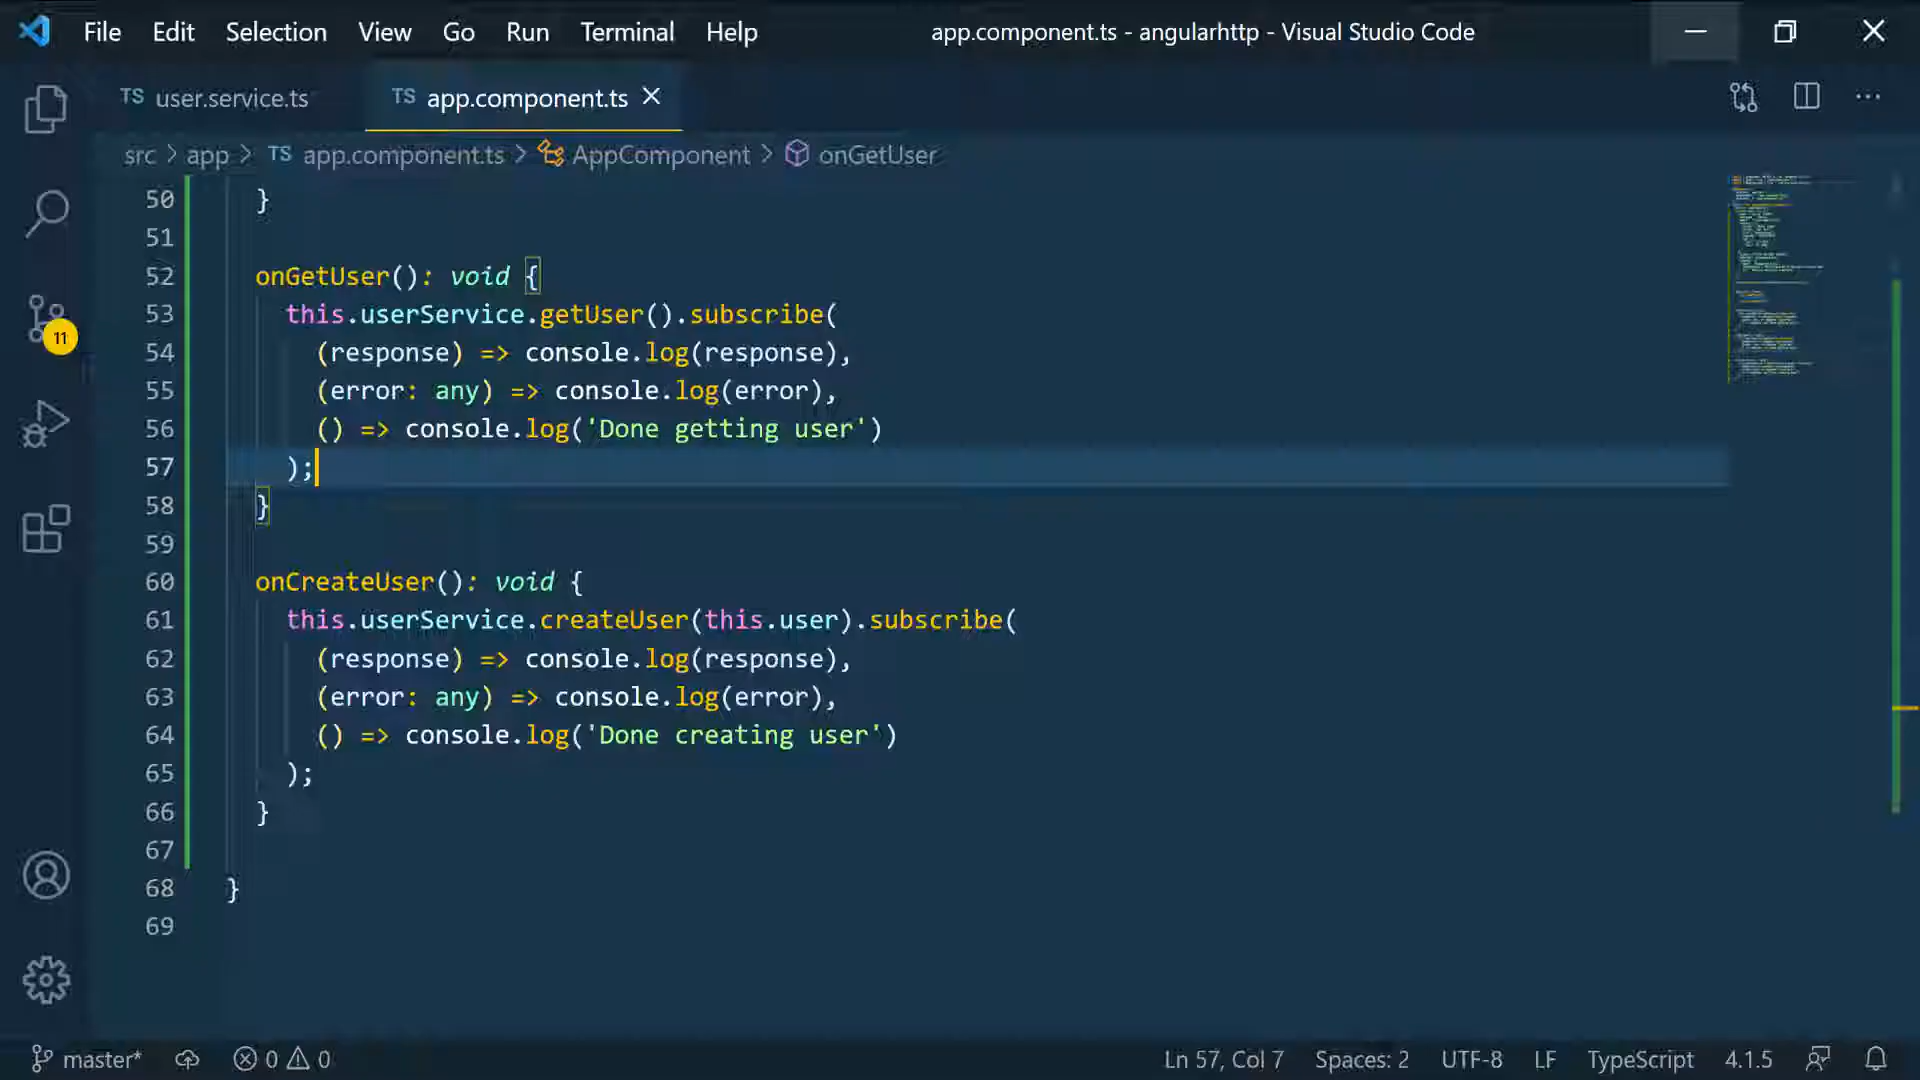 File Edit Selection View Go Run Terminal Help app.component.ts - angularhttp - Visual Studio Code
TS user.service.ts TS app.component.ts
src > app > TS app.component.ts > AppComponent > onGetUser
50 }
51
52 onGetUser(): void {
53 this.userService.getUser().subscribe(
54 (response) => console.log(response),
55 (error: any) => console.log(error),
56 () => console.log('Done getting user')
57 );
58 }
59
60 onCreateUser(): void {
61 this.userService.createUser(this.user).subscribe(
62 (response) => console.log(response),
63 (error: any) => console.log(error),
64 () => console.log('Done creating user')
65 );
66 }
67
68 }
69
11
master* 0 0 Ln 57, Col 7 Spaces: 2 UTF-8 LF TypeScript 4.1.5